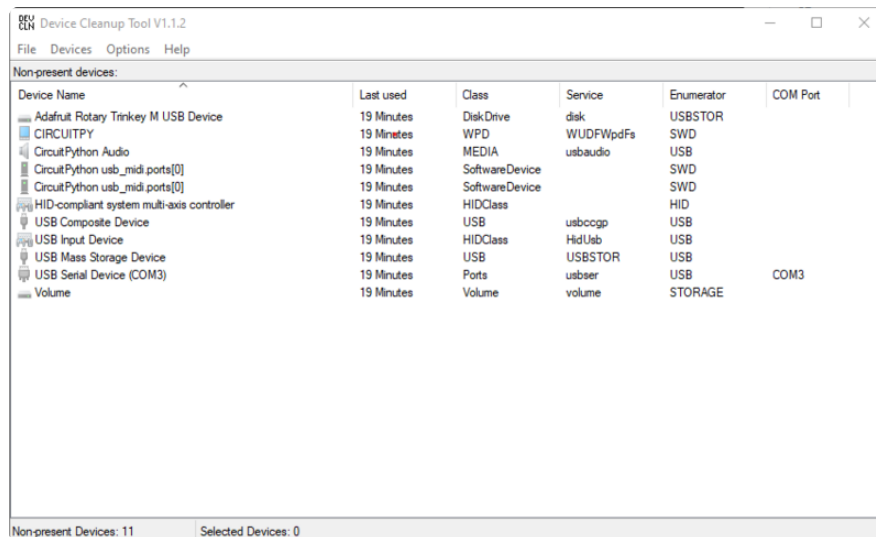 DEV CLN Device Cleanup Tool V1.1.2
File Devices Options Help
Non-present devices:
Device Name Last used Class Service Enumerator COM Port
Adafruit Rotary Trinkey M USB Device 19 Minutes DiskDrive disk USBSTOR
CIRCUITPY 19 Minutes WPD WUDFWpdFs SWD
CircuitPython Audio 19 Minutes MEDIA usbaudio USB
CircuitPython usb_midi.ports[0] 19 Minutes SoftwareDevice SWD
CircuitPython usb_midi.ports[0] 19 Minutes SoftwareDevice SWD
HID-compliant system multi-axis controller 19 Minutes HIDClass HID
USB Composite Device 19 Minutes USB usbccgp USB
USB Input Device 19 Minutes HIDClass HidUsb USB
USB Mass Storage Device 19 Minutes USB USBSTOR USB
USB Serial Device (COM3) 19 Minutes Ports usbser USB COM3
Volume 19 Minutes Volume volume STORAGE
Non-present Devices: 11 Selected Devices: 0